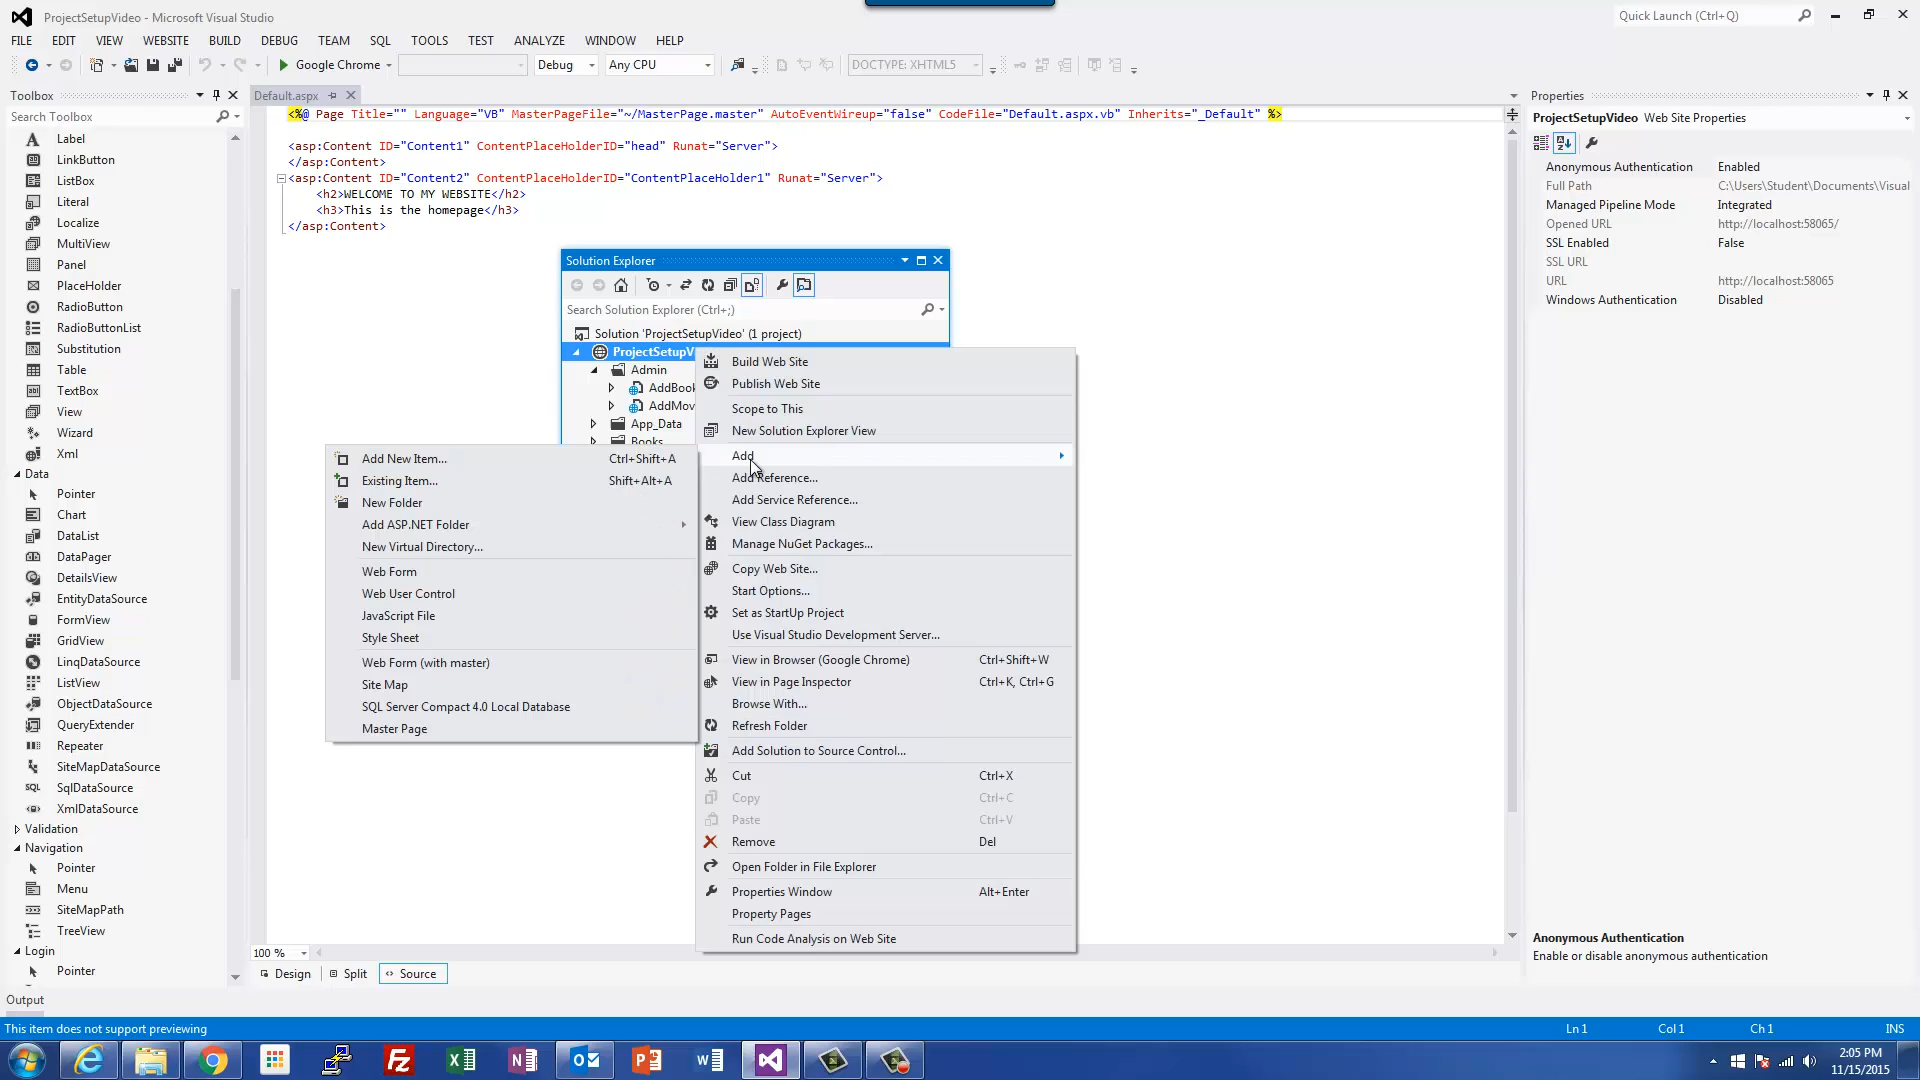 ProjectSetupVideo - Microsoft Visual Studio
Quick Launch (Ctrl+Q)
FILE EDIT VIEW WEBSITE BUILD DEBUG TEAM SQL TOOLS TEST ANALYZE WINDOW HELP
Google Chrome Debug Any CPU DOCTYPE: XHTML5
Toolbox
Search Toolbox
Label
LinkButton
ListBox
Literal
Localize
MultiView
Panel
PlaceHolder
RadioButton
RadioButtonList
Substitution
Table
TextBox
View
Wizard
Xml
Data
Pointer
Chart
DataList
DataPager
DetailsView
EntityDataSource
FormView
GridView
LinqDataSource
ListView
ObjectDataSource
QueryExtender
Repeater
SiteMapDataSource
SqlDataSource
XmlDataSource
Validation
Navigation
Pointer
Menu
SiteMapPath
TreeView
Login
Pointer
Default.aspx
<%@ Page Title="" Language="VB" MasterPageFile="~/MasterPage.master" AutoEventWireup="false" CodeFile="Default.aspx.vb" Inherits="_Default" %>
<asp:Content ID="Content1" ContentPlaceHolderID="head" Runat="Server">
</asp:Content>
<asp:Content ID="Content2" ContentPlaceHolderID="ContentPlaceHolder1" Runat="Server">
<h2>WELCOME TO MY WEBSITE</h2>
<h3>This is the homepage</h3>
</asp:Content>
Solution Explorer
Search Solution Explorer (Ctrl+;)
Solution 'ProjectSetupVideo' (1 project)
ProjectSetupVi
Admin
AddBook
AddMov
App_Data
Books
Build Web Site
Publish Web Site
Scope to This
New Solution Explorer View
Add
Add Reference...
Add Service Reference...
View Class Diagram
Manage NuGet Packages...
Copy Web Site...
Start Options...
Set as StartUp Project
Use Visual Studio Development Server...
View in Browser (Google Chrome) Ctrl+Shift+W
View in Page Inspector Ctrl+K, Ctrl+G
Browse With...
Refresh Folder
Add Solution to Source Control...
Cut Ctrl+X
Copy Ctrl+C
Paste Ctrl+V
Remove Del
Open Folder in File Explorer
Properties Window Alt+Enter
Property Pages
Run Code Analysis on Web Site
Add New Item... Ctrl+Shift+A
Existing Item... Shift+Alt+A
New Folder
Add ASP.NET Folder
New Virtual Directory...
Web Form
Web User Control
JavaScript File
Style Sheet
Web Form (with master)
Site Map
SQL Server Compact 4.0 Local Database
Master Page
100 %
Design Split Source
Properties
ProjectSetupVideo Web Site Properties
Anonymous Authentication Enabled
Full Path C:\Users\Student\Documents\Visual
Managed Pipeline Mode Integrated
Opened URL http://localhost:58065/
SSL Enabled False
SSL URL
URL http://localhost:58065
Windows Authentication Disabled
Anonymous Authentication
Enable or disable anonymous authentication
Output
This item does not support previewing
Ln 1 Col 1 Ch 1 INS
2:05 PM
11/15/2015